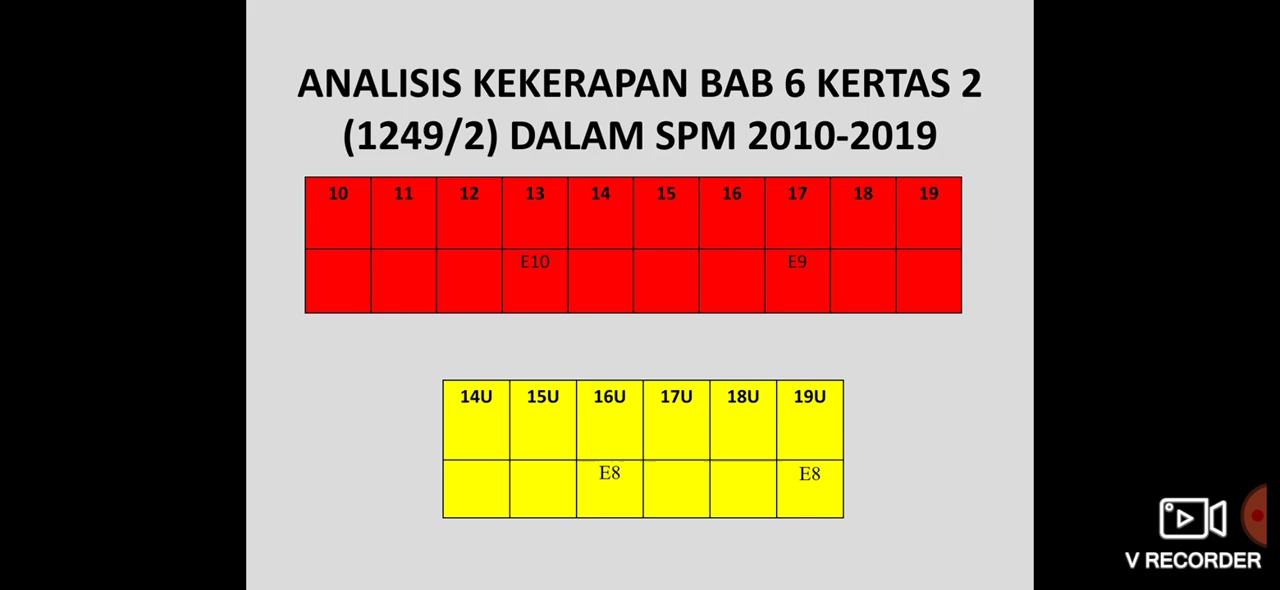 ANALISIS KEKERAPAN BAB 6 KERTAS 2
(1249/2) DALAM SPM 2010-2019
10 11 12 13 14 15 16 17 18 19
E10 E9
14U 15U 16U 17U 18U 19U
E8 E8
V RECORDER